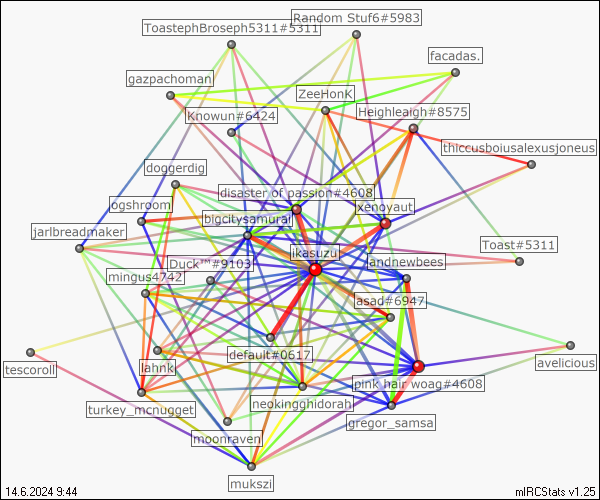 Random Stuf6#5983
ToastephBroseph5311#5311
facadas.
gazpachoman
ZeeHonK
Knowun#6424
Heighleaigh#8575
thiccusboiusalexusjoneus
doggerdig
disaster of passion#4608
ogshroom
xenoyaut
bigcitysamurai
jarlbreadmaker
Toast#5311
ikasuzu
Duck™#9103
landnewbees
mingus4742
asad#6947
default#0617
lahnk
tescoroll
avelicious
pink hair woag#4608
neokingghidorah
turkey_mcnugget
gregor_samsa
moonraven
mukszi
14.6.2024 9:44
mIRCStats v1.25